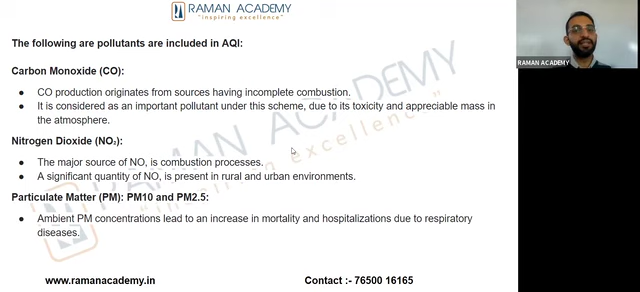 RAMAN ACADEMY
"inspiring excellence"
The following are pollutants are included in AQI:
Carbon Monoxide (CO):
● CO production originates from sources having incomplete combustion.
● It is considered as an important pollutant under this scheme, due to its toxicity and appreciable mass in
the atmosphere.
Nitrogen Dioxide (NO₂):
● The major source of NO, is combustion processes.
● A significant quantity of NO, is present in rural and urban environments.
Particulate Matter (PM): PM10 and PM2.5:
● Ambient PM concentrations lead to an increase in mortality and hospitalizations due to respiratory
diseases.
www.ramanacademy.in Contact :- 76500 16165
RAMAN ACADEMY
RAMAN ACADEMY
"inspiring excellence"